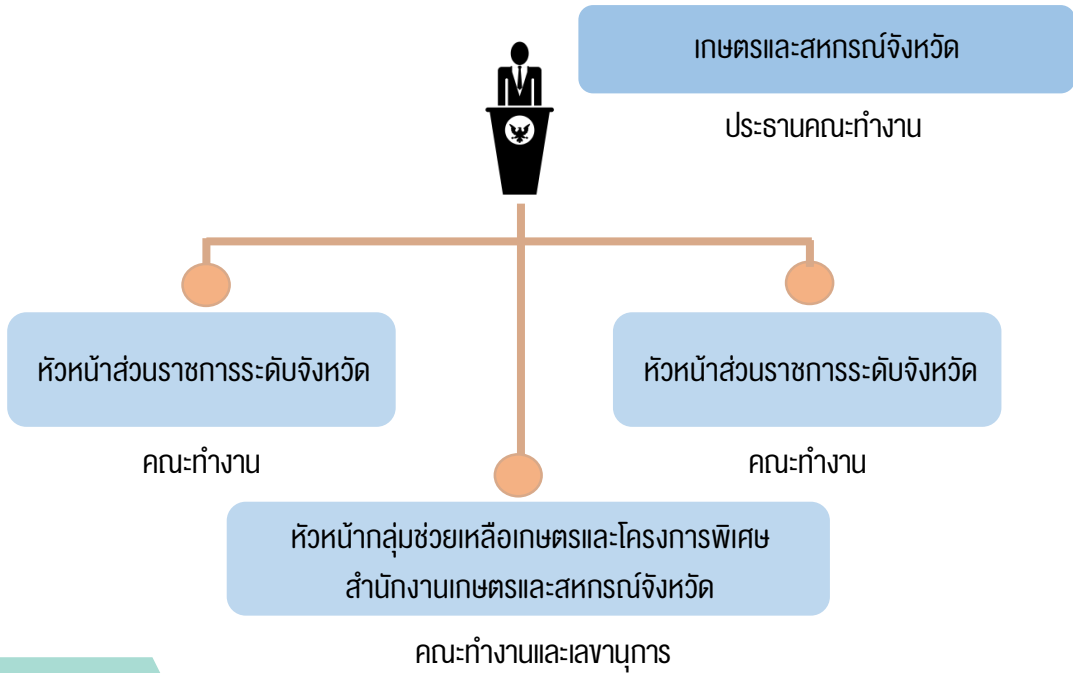 เกษตรและสหกรณ์จังหวัด
ประธานคณะทำงาน
หัวหน้าส่วนราชการระดับจังหวัด
คณะทำงาน
หัวหน้าส่วนราชการระดับจังหวัด
คณะทำงาน
หัวหน้ากลุ่มช่วยเหลือเกษตรและโครงการพิเศษ
สำนักงานเกษตรและสหกรณ์จังหวัด
คณะทำงานและเลขานุการ